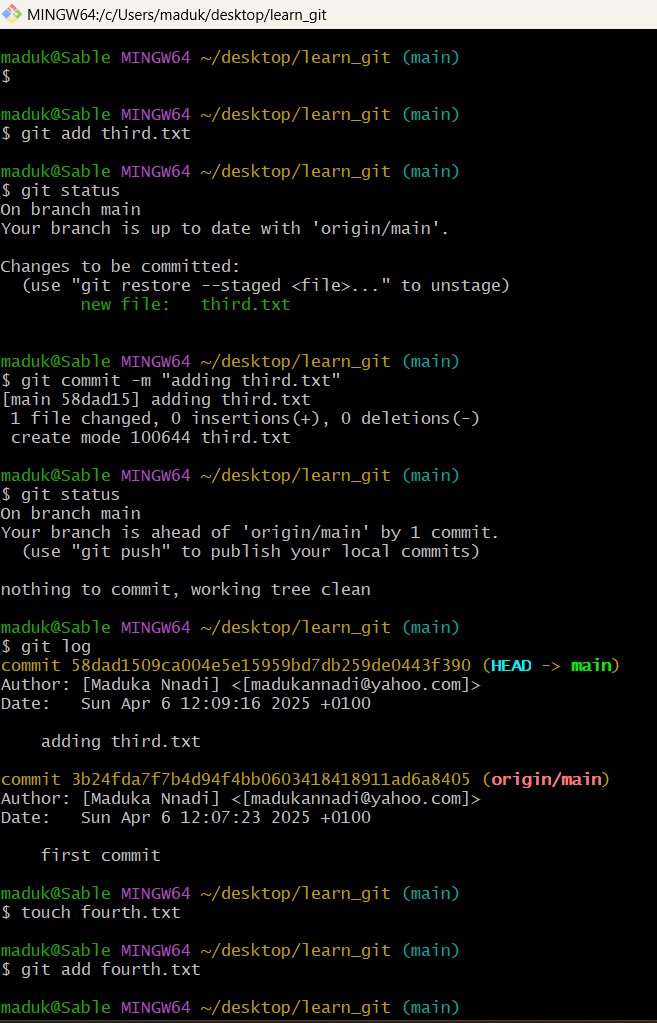 MINGW64:/c/Users/maduk/desktop/learn_git
maduk@Sable MINGW64 ~/desktop/learn_git (main)
$
maduk@Sable MINGW64 ~/desktop/learn_git (main)
$ git add third.txt
maduk@Sable MINGW64 ~/desktop/learn_git (main)
$ git status
On branch main
Your branch is up to date with 'origin/main'.
Changes to be committed:
  (use "git restore --staged <file>..." to unstage)
        new file:   third.txt
maduk@Sable MINGW64 ~/desktop/learn_git (main)
$ git commit -m "adding third.txt"
[main 58dad15] adding third.txt
 1 file changed, 0 insertions(+), 0 deletions(-)
 create mode 100644 third.txt
maduk@Sable MINGW64 ~/desktop/learn_git (main)
$ git status
On branch main
Your branch is ahead of 'origin/main' by 1 commit.
  (use "git push" to publish your local commits)
nothing to commit, working tree clean
maduk@Sable MINGW64 ~/desktop/learn_git (main)
$ git log
commit 58dad1509ca004e5e15959bd7db259de0443f390 (HEAD -> main)
Author: [Maduka Nnadi] <[madukannadi@yahoo.com]>
Date:   Sun Apr 6 12:09:16 2025 +0100
    adding third.txt
commit 3b24fda7f7b4d94f4bb0603418418911ad6a8405 (origin/main)
Author: [Maduka Nnadi] <[madukannadi@yahoo.com]>
Date:   Sun Apr 6 12:07:23 2025 +0100
    first commit
maduk@Sable MINGW64 ~/desktop/learn_git (main)
$ touch fourth.txt
maduk@Sable MINGW64 ~/desktop/learn_git (main)
$ git add fourth.txt
maduk@Sable MINGW64 ~/desktop/learn_git (main)